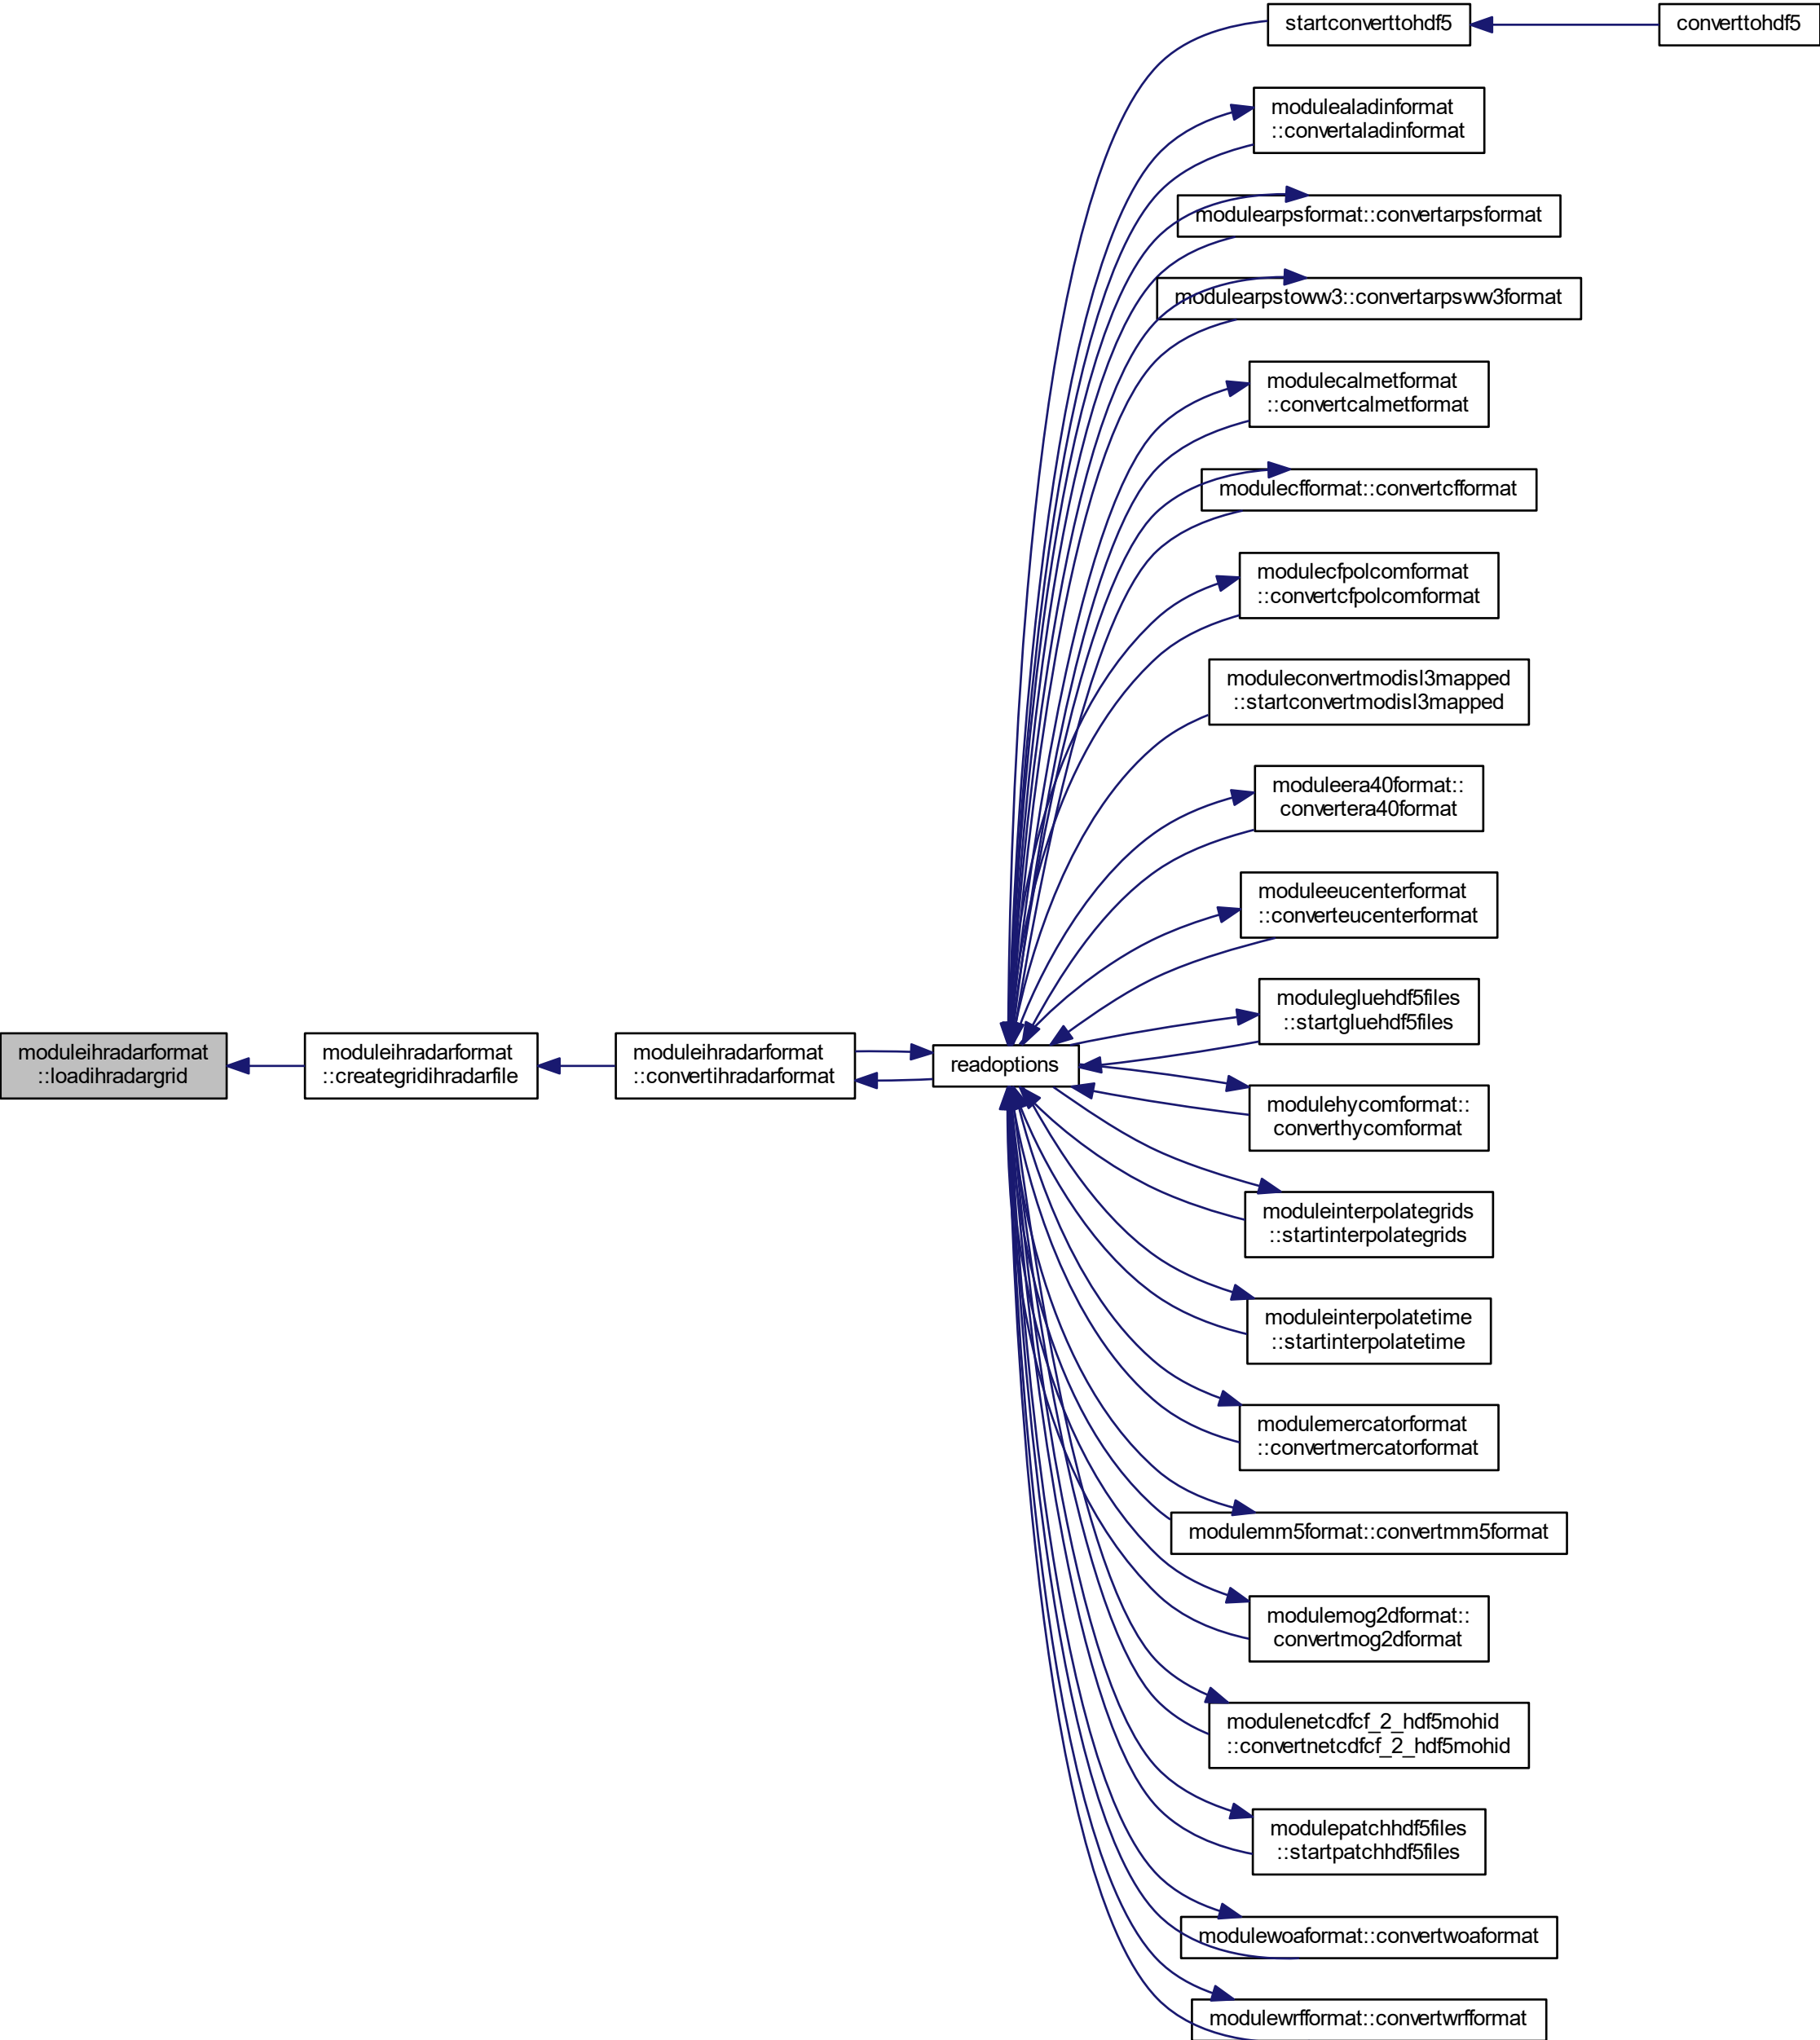 startconverttohdf5
converttohdf5
modulealadinformat
::convertaladinformat
modulearpsformat::convertarpsformat
modulearpstoww3::convertarpsww3format
modulecalmetformat
::convertcalmetformat
modulecfformat::convertcfformat
modulecfpolcomformat
::convertcfpolcomformat
moduleconvertmodisl3mapped
::startconvertmodisl3mapped
moduleera40format::
convertera40format
moduleeucenterformat
::converteucenterformat
modulegluehdf5files
::startgluehdf5files
moduleihradarformat
::loadihradargrid
moduleihradarformat
::creategridihradarfile
moduleihradarformat
::convertihradarformat
readoptions
modulehycomformat::
converthycomformat
moduleinterpolategrids
::startinterpolategrids
moduleinterpolatetime
::startinterpolatetime
modulemercatorformat
::convertmercatorformat
modulemm5format::convertmm5format
modulemog2dformat::
convertmog2dformat
modulenetcdfcf_2_hdf5mohid
::convertnetcdfcf_2_hdf5mohid
modulepatchhdf5files
::startpatchhdf5files
modulewoaformat::convertwoaformat
modulewrfformat::convertwrfformat